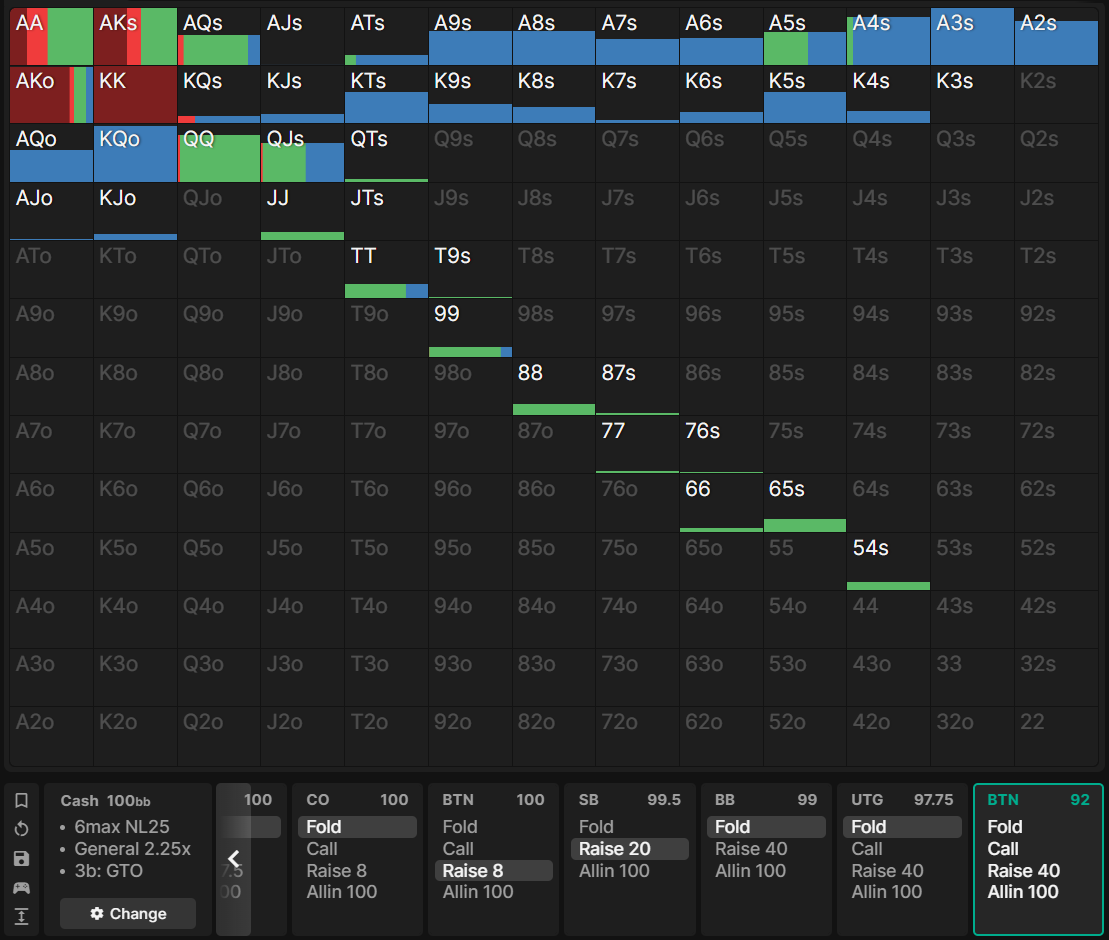 AA AKs AQs AJs ATs A9s A8s A7s A6s A5s A4s A3s A2s
AKo KK KQs KJs KTs K9s K8s K7s K6s K5s K4s K3s K2s
AQo KQo QQ QJs QTs Q9s Q8s Q7s Q6s Q5s Q4s Q3s Q2s
AJo KJo QJo JJ JTs J9s J8s J7s J6s J5s J4s J3s J2s
ATo KTo QTo JTo TT T9s T8s T7s T6s T5s T4s T3s T2s
A9o K9o Q9o J9o T9o 99 98s 97s 96s 95s 94s 93s 92s
A8o K8o Q8o J8o T8o 98o 88 87s 86s 85s 84s 83s 82s
A7o K7o Q7o J7o T7o 97o 87o 77 76s 75s 74s 73s 72s
A6o K6o Q6o J6o T6o 96o 86o 76o 66 65s 64s 63s 62s
A5o K5o Q5o J5o T5o 95o 85o 75o 65o 55 54s 53s 52s
A4o K4o Q4o J4o T4o 94o 84o 74o 64o 54o 44 43s 42s
A3o K3o Q3o J3o T3o 93o 83o 73o 63o 53o 43o 33 32s
A2o K2o Q2o J2o T2o 92o 82o 72o 62o 52o 42o 32o 22
Cash 100bb
• 6max NL25
• General 2.25x
• 3b: GTO
Change
100
7.5
00
CO 100
Fold
Call
Raise 8
Allin 100
BTN 100
Fold
Call
Raise 8
Allin 100
SB 99.5
Fold
Raise 20
Allin 100
BB 99
Fold
Raise 40
Allin 100
UTG 97.75
Fold
Call
Raise 40
Allin 100
BTN 92
Fold
Call
Raise 40
Allin 100